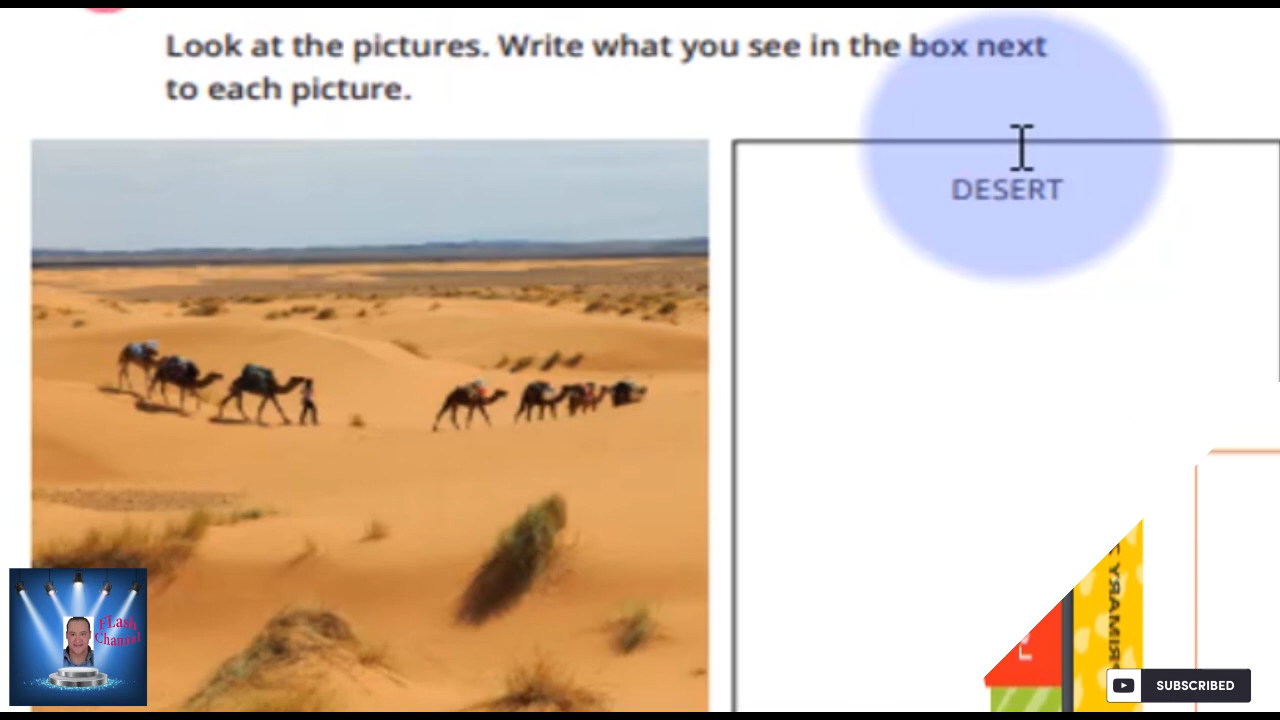 Look at the pictures. Write what you see in the box next
to each picture.
DESERT
FLash
Channel
SUBSCRIBED